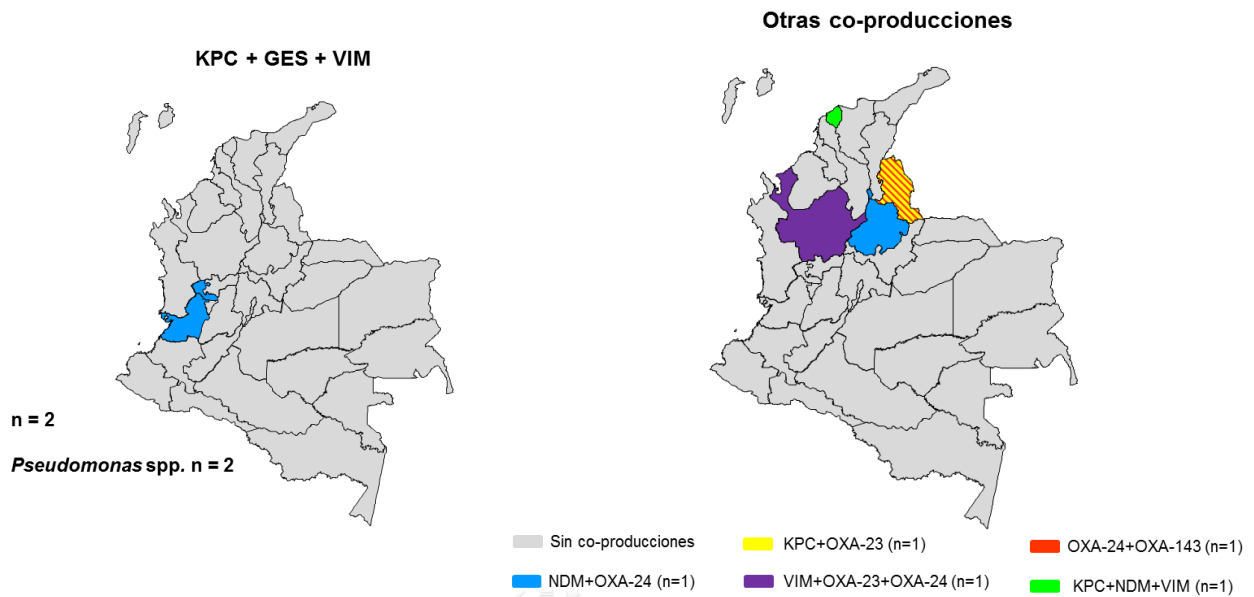 Otras co-producciones
KPC + GES + VIM
n = 2
Pseudomonas spp. n = 2
Sin co-producciones
KPC+OXA-23 (n=1)
OXA-24+OXA-143 (n=1)
NDM+OXA-24 (n=1)
VIM+OXA-23+OXA-24 (n=1)
KPC+NDM+VIM (n=1)